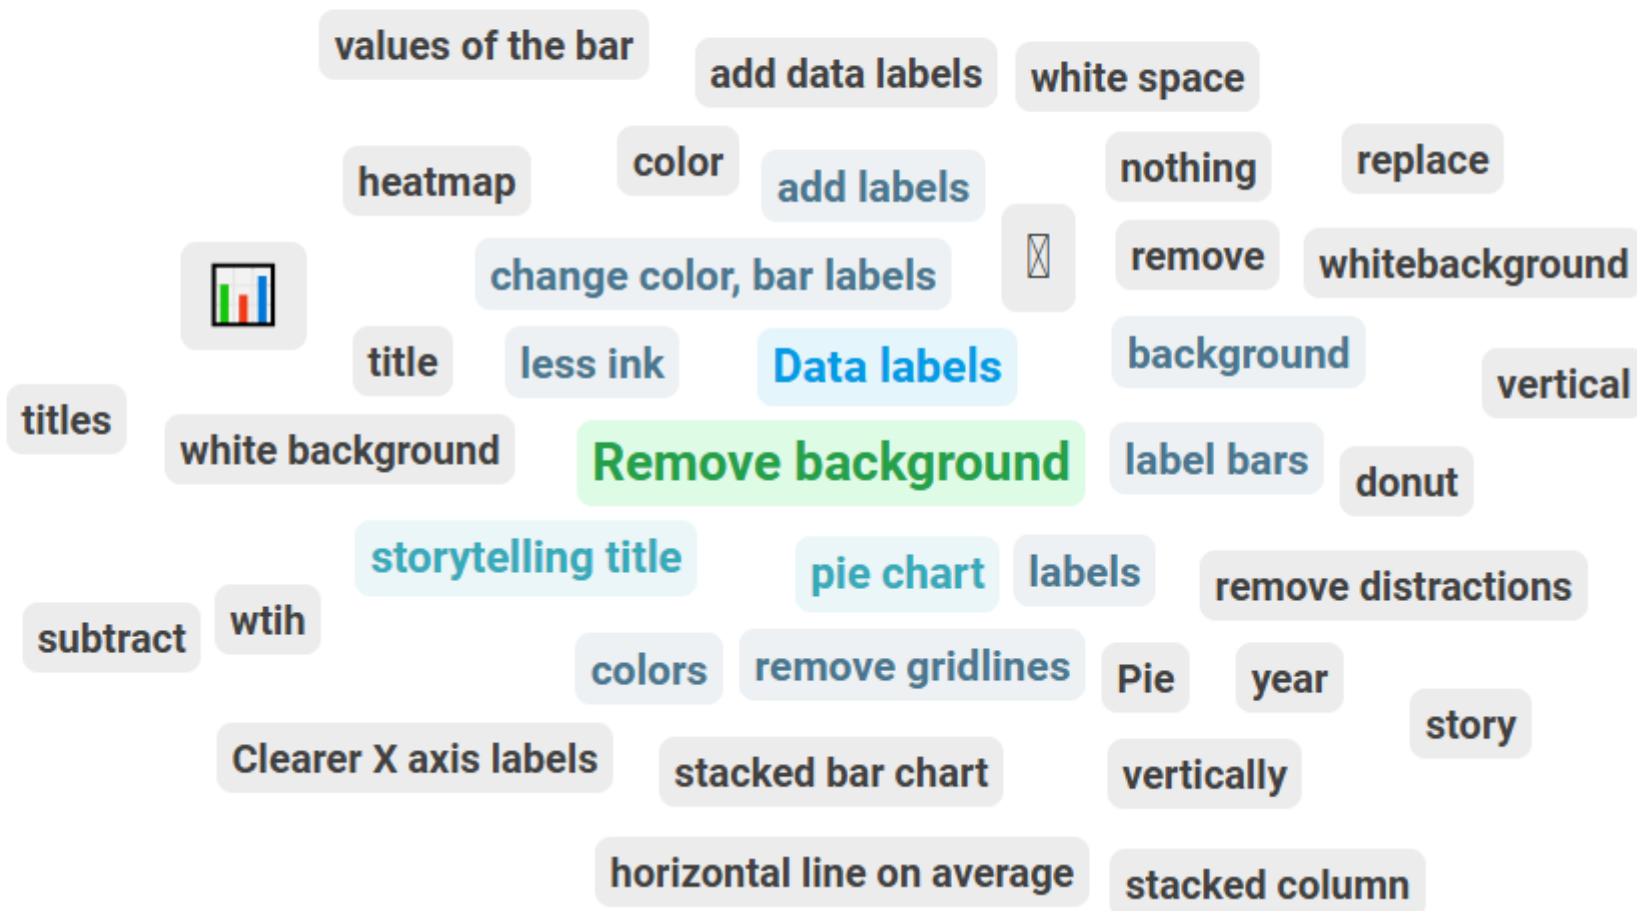 values of the bar
add data labels
white space
heatmap
color
add labels
nothing
replace
change color, bar labels
remove
whitebackground
title
less ink
Data labels
background
vertical
titles
white background
Remove background
label bars
donut
storytelling title
pie chart
labels
remove distractions
subtract
wtih
colors
remove gridlines
Pie
year
story
Clearer X axis labels
stacked bar chart
vertically
horizontal line on average
stacked column